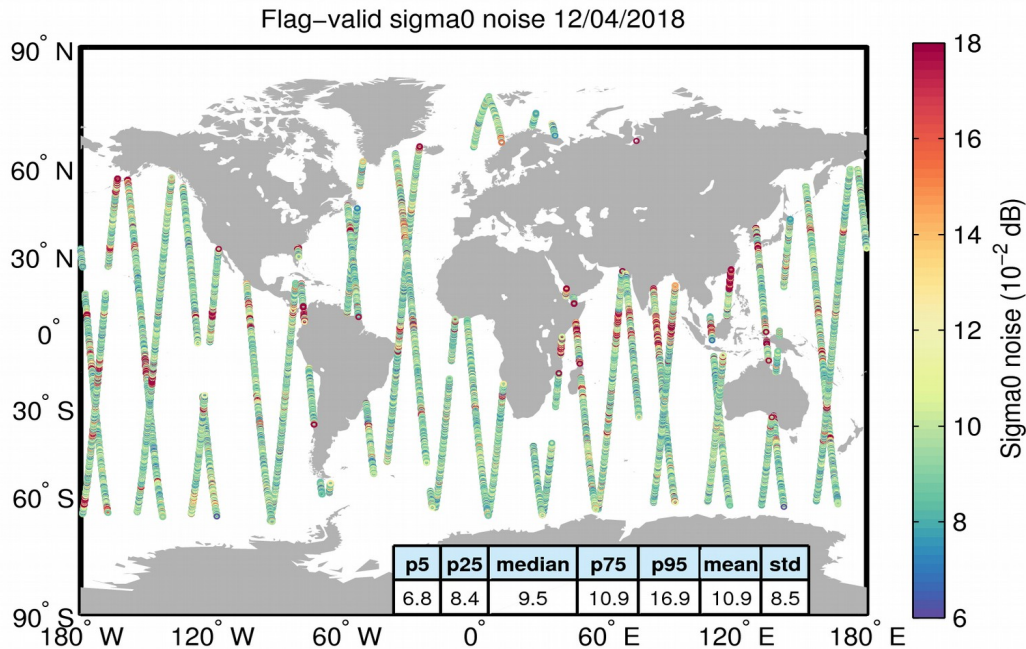 Flag-valid sigma0 noise 12/04/2018
90° N
60° N
30° N
0°
30° S
60° S
90° S
180° W
120° W
60° W
0°
60° E
120° E
180° E
p5 p25 median p75 p95 mean std
6.8 8.4 9.5 10.9 16.9 10.9 8.5
18
16
14
12
10
8
6
Sigma0 noise (10⁻² dB)